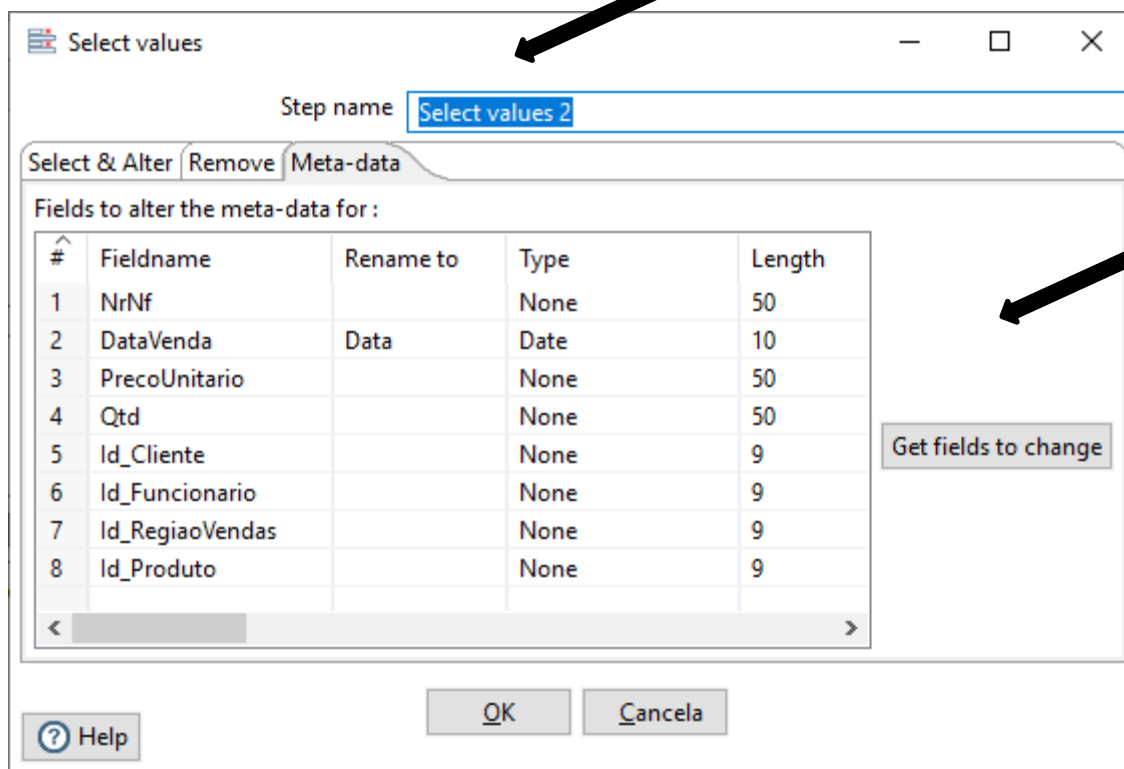 Select values
Step name Select values 2
Select & Alter Remove Meta-data
Fields to alter the meta-data for :
# Fieldname Rename to Type Length
1 NrNf None 50
2 DataVenda Data Date 10
3 PrecoUnitario None 50
4 Qtd None 50
5 Id_Cliente None 9
6 Id_Funcionario None 9
7 Id_RegiaoVendas None 9
8 Id_Produto None 9
Get fields to change
OK Cancela
Help